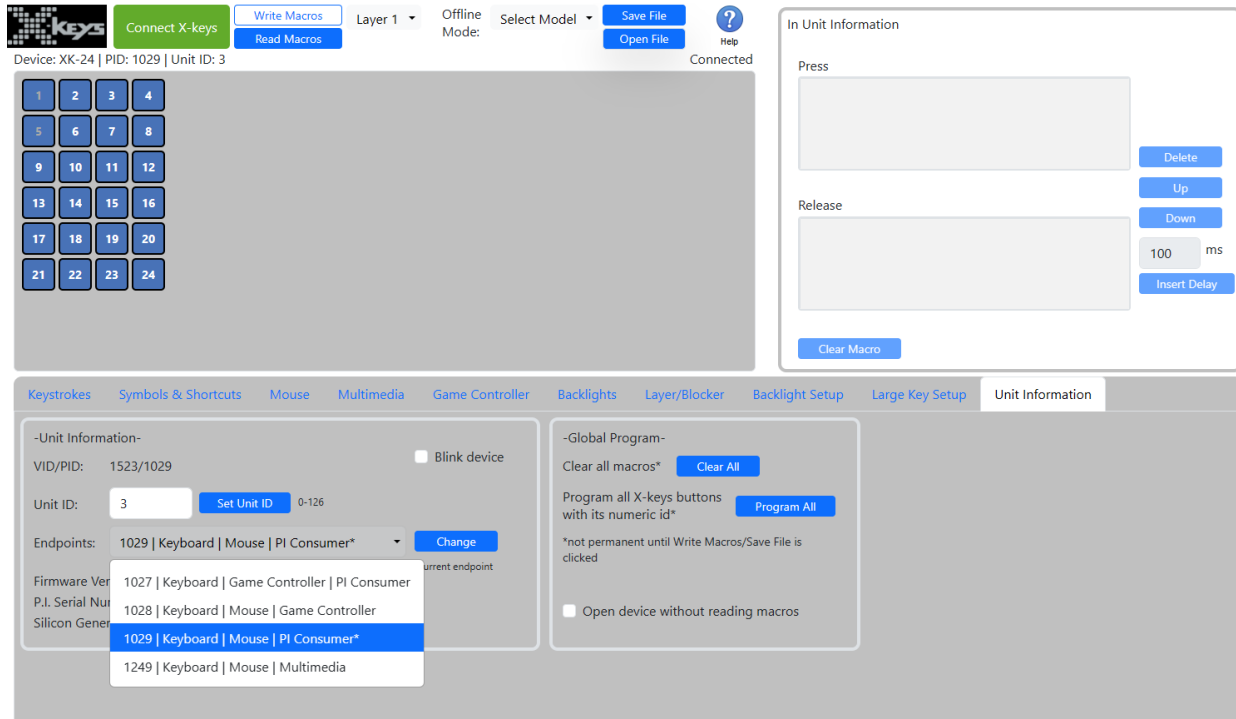 KEYS
Connect X-keys
Write Macros
Read Macros
Layer 1
Offline Mode:
Select Model
Save File
Open File
?
Help
Device: XK-24 | PID: 1029 | Unit ID: 3
Connected
1 2 3 4
5 6 7 8
9 10 11 12
13 14 15 16
17 18 19 20
21 22 23 24
In Unit Information
Press
Release
Delete
Up
Down
100 ms
Insert Delay
Clear Macro
Keystrokes Symbols & Shortcuts Mouse Multimedia Game Controller Backlights Layer/Blocker Backlight Setup Large Key Setup Unit Information
-Unit Information-
VID/PID: 1523/1029
Blink device
Unit ID: 3 Set Unit ID 0-126
Endpoints: 1029 | Keyboard | Mouse | PI Consumer* Change
urrent endpoint
Firmware Ver
P.I. Serial Nu
Silicon Gener
1027 | Keyboard | Game Controller | PI Consumer
1028 | Keyboard | Mouse | Game Controller
1029 | Keyboard | Mouse | PI Consumer*
1249 | Keyboard | Mouse | Multimedia
-Global Program-
Clear all macros* Clear All
Program all X-keys buttons
with its numeric id*
Program All
*not permanent until Write Macros/Save File is
clicked
Open device without reading macros